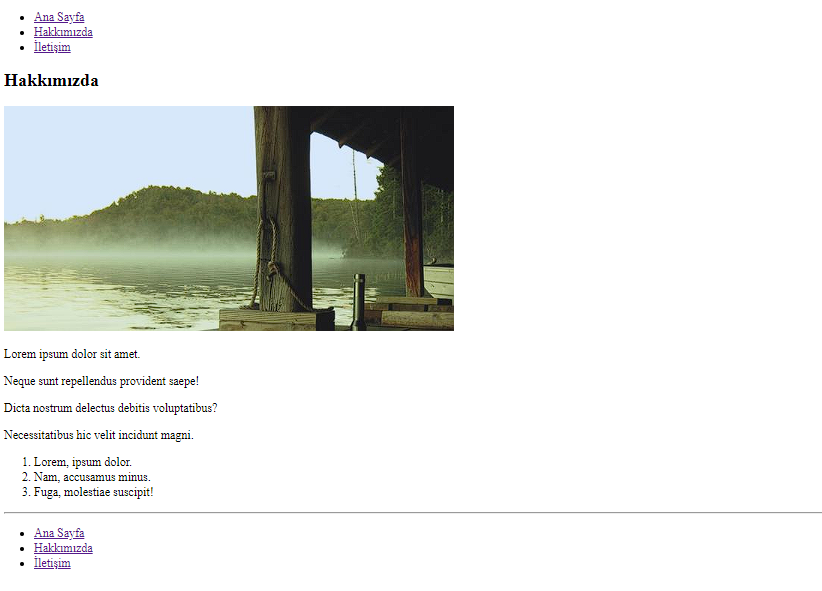 Ana Sayfa
Hakkımızda
İletişim
Hakkımızda
Lorem ipsum dolor sit amet.
Neque sunt repellendus provident saepe!
Dicta nostrum delectus debitis voluptatibus?
Necessitatibus hic velit incidunt magni.
1. Lorem, ipsum dolor.
2. Nam, accusamus minus.
3. Fuga, molestiae suscipit!
Ana Sayfa
Hakkımızda
İletişim